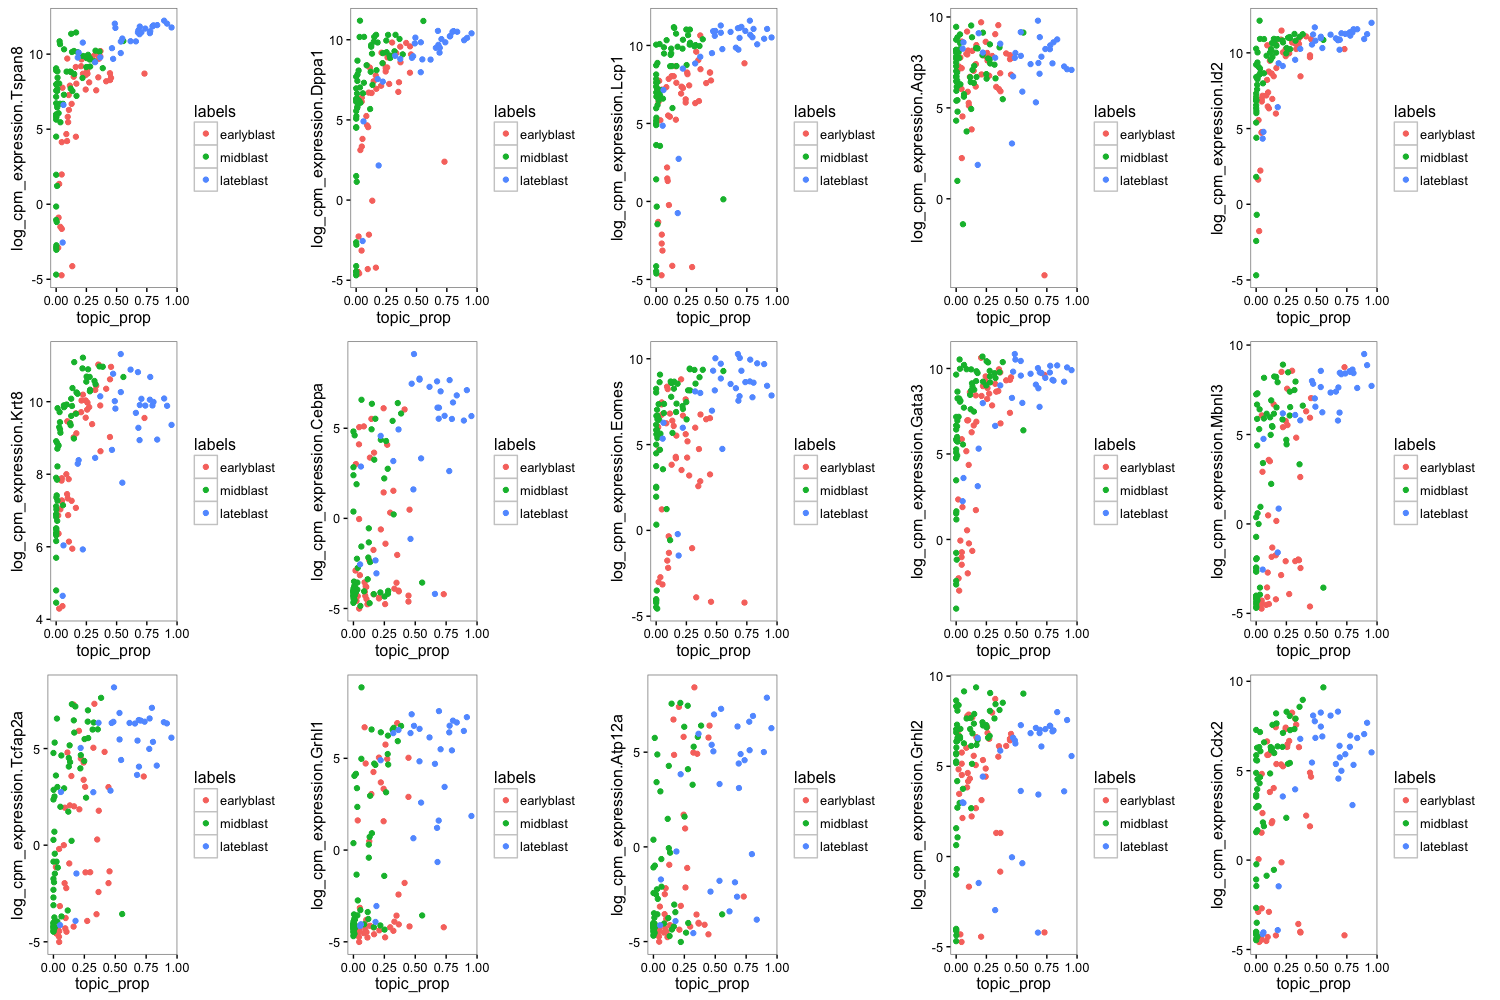 log_cpm_expression.Tspan8
10
5
0
-5
0.00 0.25 0.50 0.75 1.00
topic_prop
labels
earlyblast
midblast
lateblast
log_cpm_expression.Dppa1
10
5
0
-5
0.00 0.25 0.50 0.75 1.00
topic_prop
labels
earlyblast
midblast
lateblast
log_cpm_expression.Lcp1
10
5
0
-5
0.00 0.25 0.50 0.75 1.00
topic_prop
labels
earlyblast
midblast
lateblast
log_cpm_expression.Aqp3
10
5
0
0.00 0.25 0.50 0.75 1.00
topic_prop
labels
earlyblast
midblast
lateblast
log_cpm_expression.Id2
10
5
0
-5
0.00 0.25 0.50 0.75 1.00
topic_prop
labels
earlyblast
midblast
lateblast
log_cpm_expression.Krt8
10
8
6
4
0.00 0.25 0.50 0.75 1.00
topic_prop
labels
earlyblast
midblast
lateblast
log_cpm_expression.Cebpa
5
0
-5
0.00 0.25 0.50 0.75 1.00
topic_prop
labels
earlyblast
midblast
lateblast
log_cpm_expression.Eomes
10
5
0
-5
0.00 0.25 0.50 0.75 1.00
topic_prop
labels
earlyblast
midblast
lateblast
log_cpm_expression.Gata3
10
5
0
0.00 0.25 0.50 0.75 1.00
topic_prop
labels
earlyblast
midblast
lateblast
log_cpm_expression.Mbnl3
10
5
0
-5
0.00 0.25 0.50 0.75 1.00
topic_prop
labels
earlyblast
midblast
lateblast
log_cpm_expression.Tcfap2a
5
0
-5
0.00 0.25 0.50 0.75 1.00
topic_prop
labels
earlyblast
midblast
lateblast
log_cpm_expression.Grhl1
5
0
-5
0.00 0.25 0.50 0.75 1.00
topic_prop
labels
earlyblast
midblast
lateblast
log_cpm_expression.Atp12a
5
0
-5
0.00 0.25 0.50 0.75 1.00
topic_prop
labels
earlyblast
midblast
lateblast
log_cpm_expression.Grhl2
10
5
0
-5
0.00 0.25 0.50 0.75 1.00
topic_prop
labels
earlyblast
midblast
lateblast
log_cpm_expression.Cdx2
10
5
0
-5
0.00 0.25 0.50 0.75 1.00
topic_prop
labels
earlyblast
midblast
lateblast